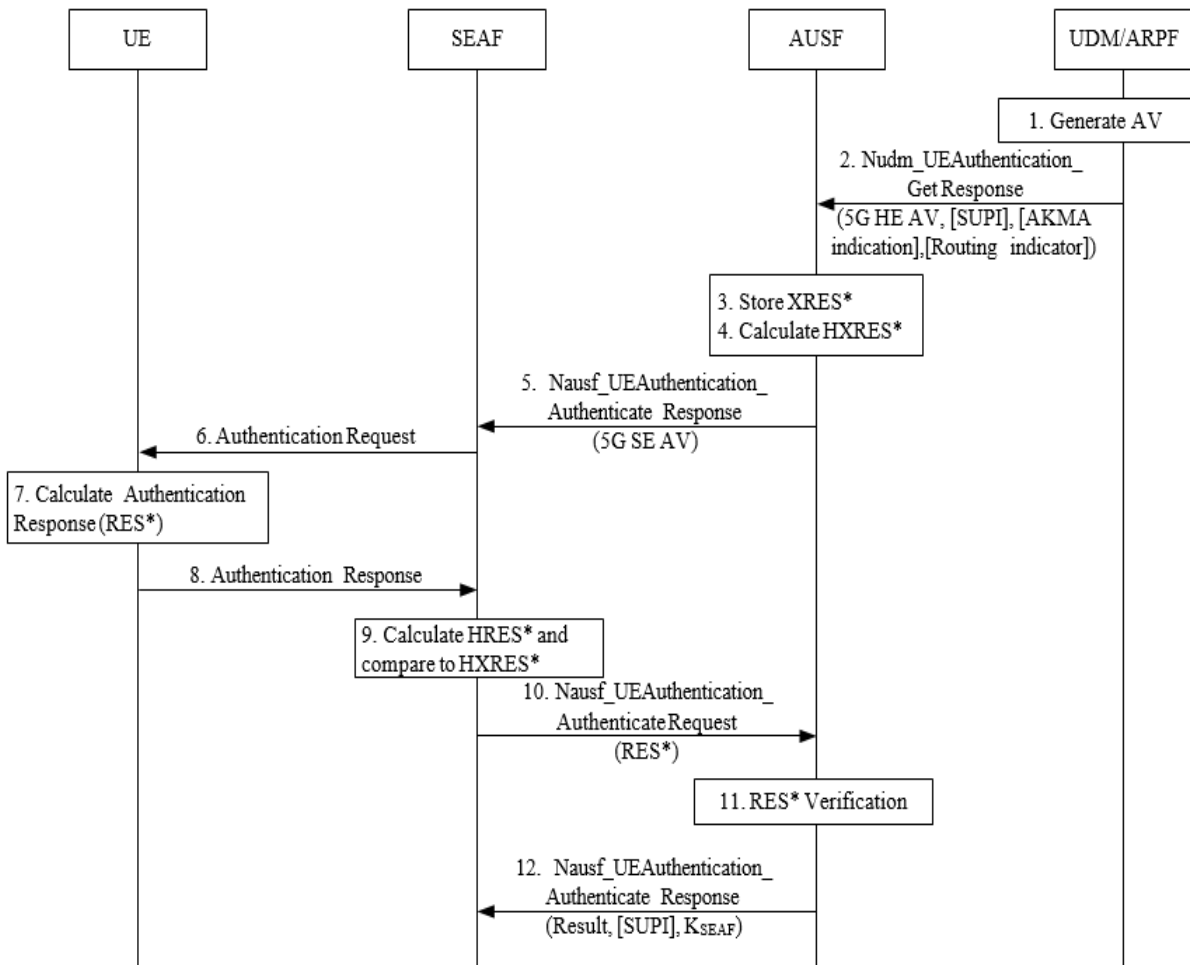 UE
SEAF
AUSF
UDM/ARPF
1. Generate AV
2. Nudm_UEAuthentication_
Get Response
(5G HE AV, [SUPI], [AKMA
indication],[Routing indicator])
3. Store XRES*
4. Calculate HXRES*
5. Nausf_UEAuthentication_
Authenticate Response
(5G SE AV)
6. Authentication Request
7. Calculate Authentication
Response (RES*)
8. Authentication Response
9. Calculate HRES* and
compare to HXRES*
10. Nausf_UEAuthentication_
Authenticate Request
(RES*)
11. RES* Verification
12. Nausf_UEAuthentication_
Authenticate Response
(Result, [SUPI], KSEAF)